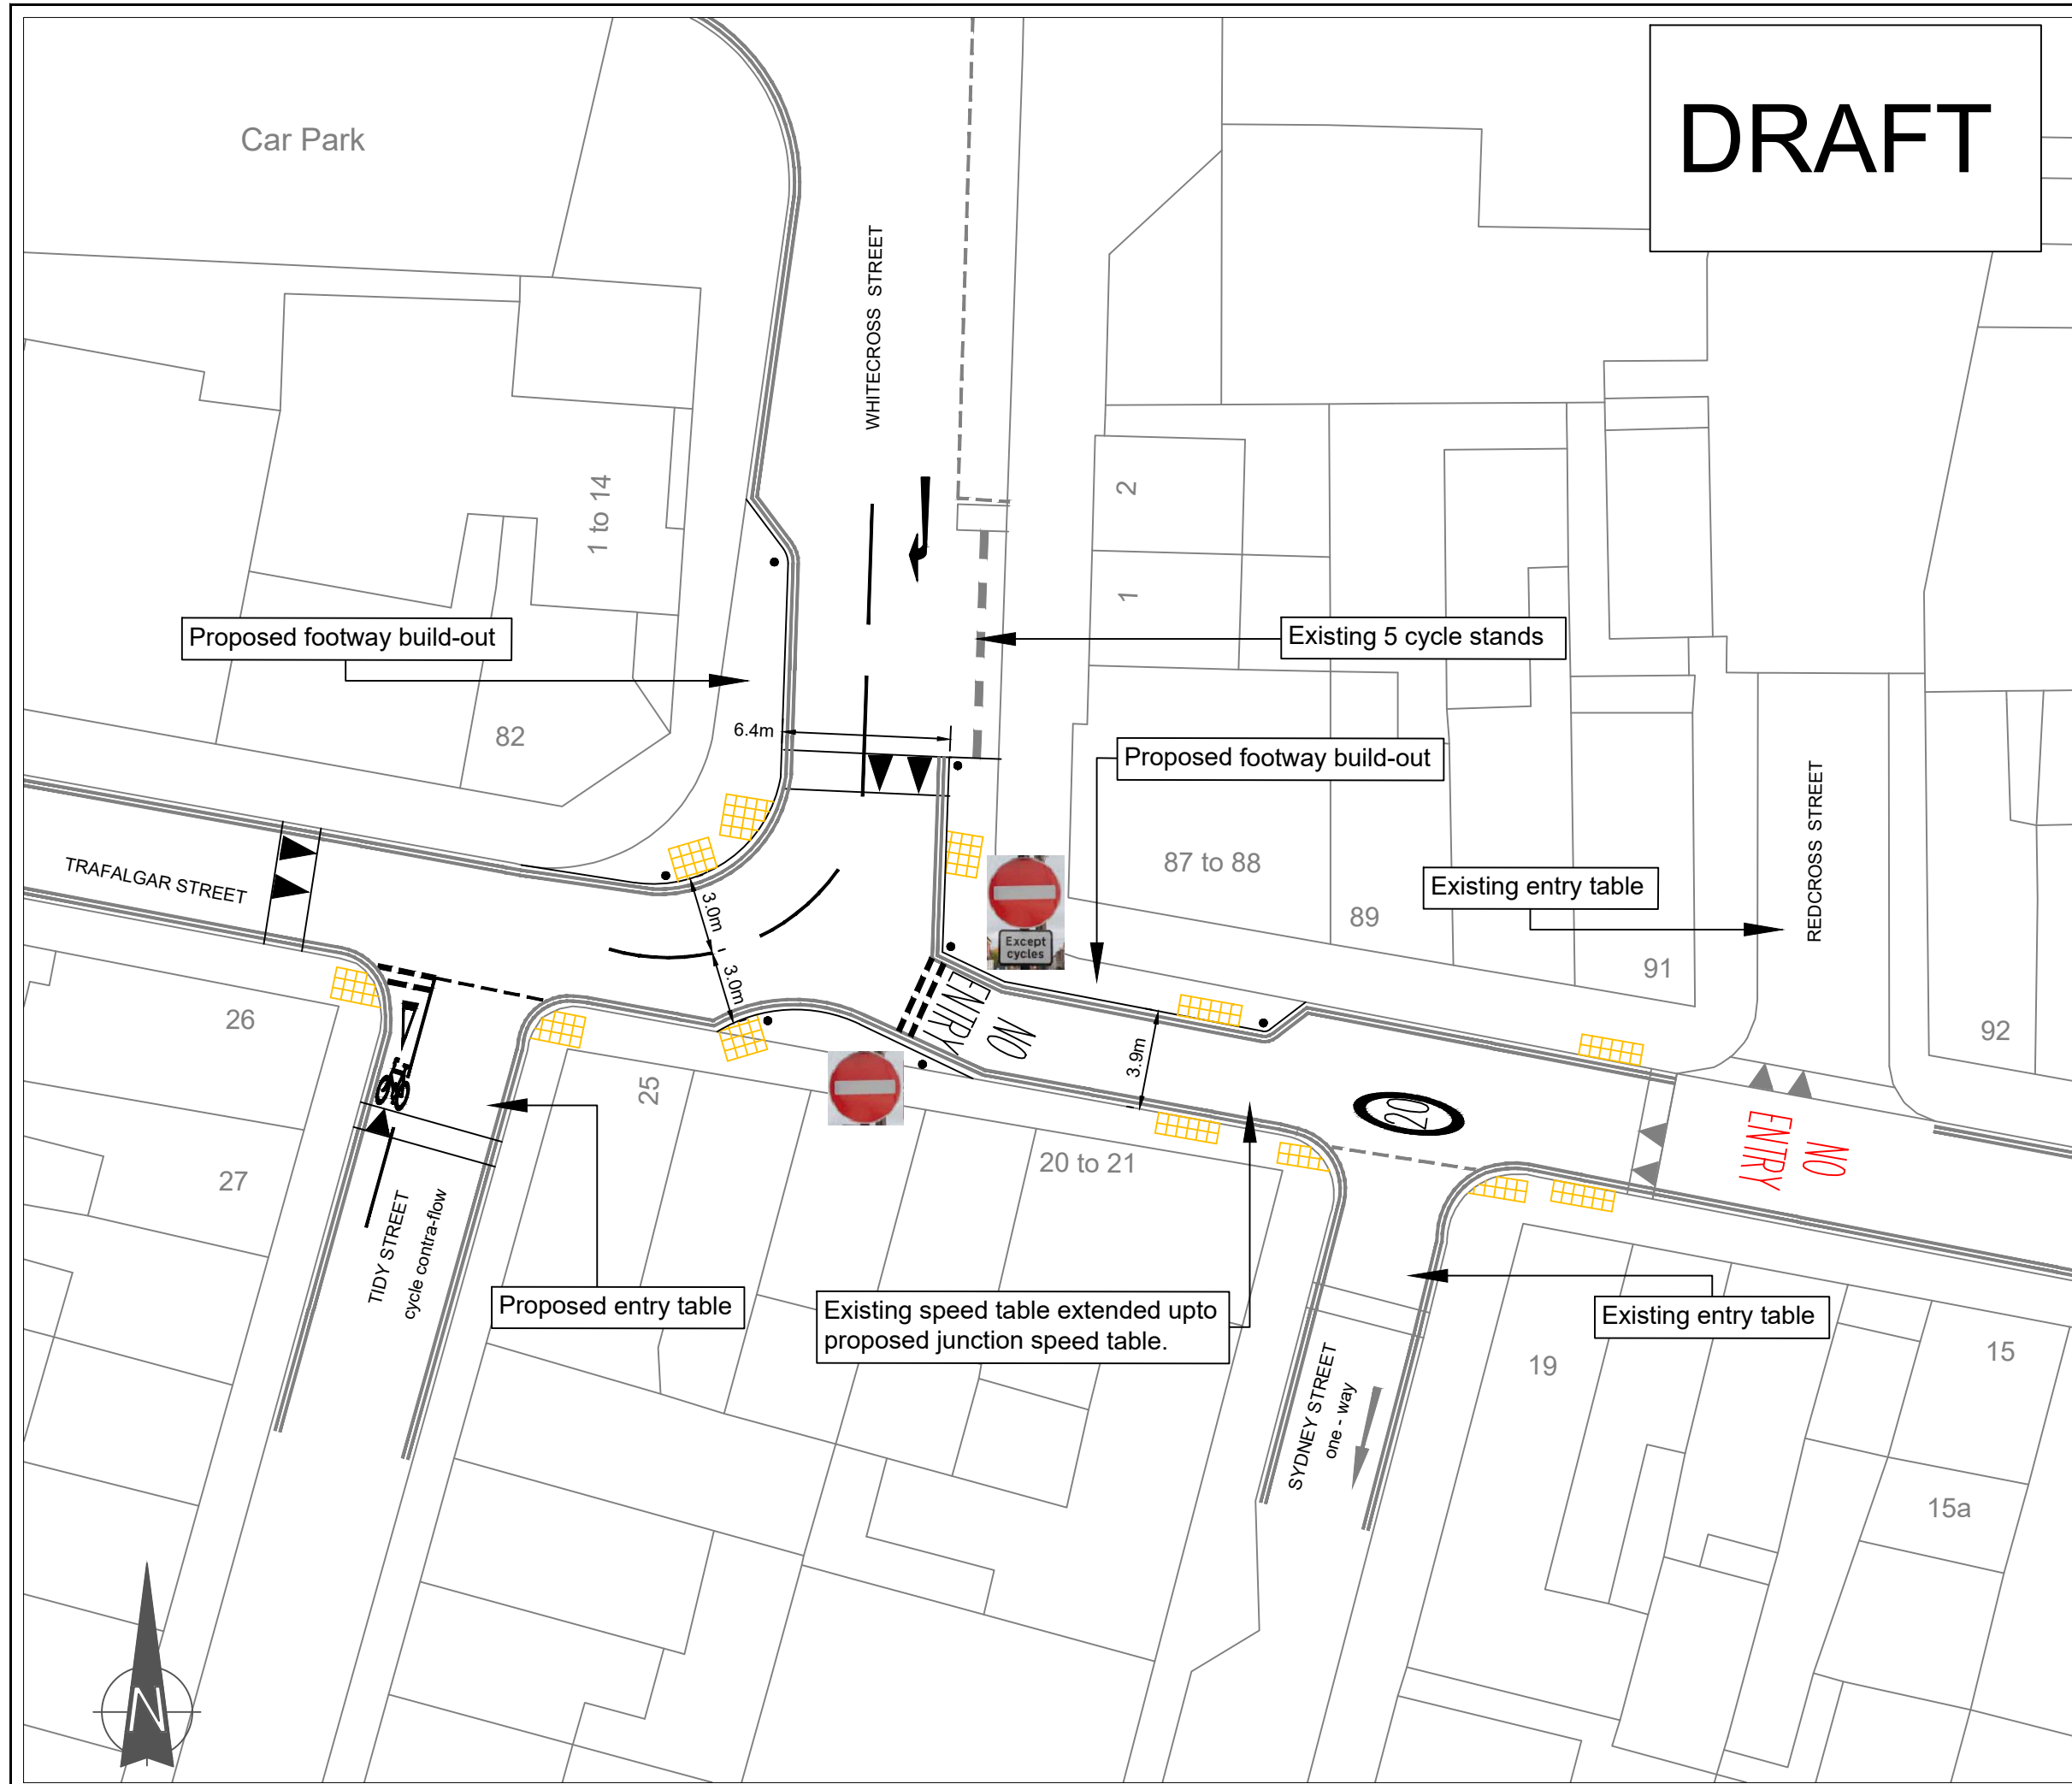 DRAFT
Car Park
WHITECROSS STREET
1 to 14
2
1
Proposed footway build-out
Existing 5 cycle stands
82
6.4m
Proposed footway build-out
REDCROSS STREET
TRAFALGAR STREET
87 to 88
Existing entry table
89
91
92
3.0m
3.0m
Except
cycles
NO
ENTRY
3.9m
20
NO
ENTRY
26
25
27
20 to 21
TIDY STREET
cycle contra-flow
Proposed entry table
Existing speed table extended upto
proposed junction speed table.
Existing entry table
SYDNEY STREET
one - way
19
15
15a
N